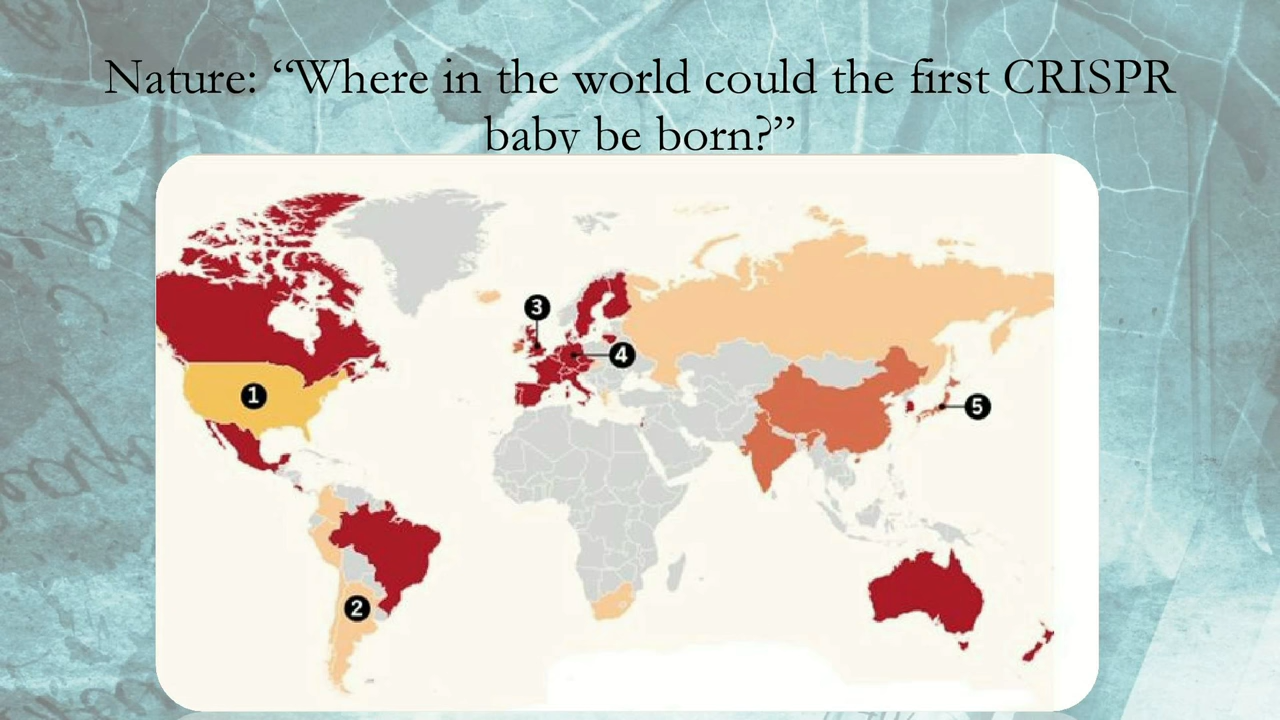 Nature: “Where in the world could the first CRISPR
baby be born?”
3
4
1
5
2